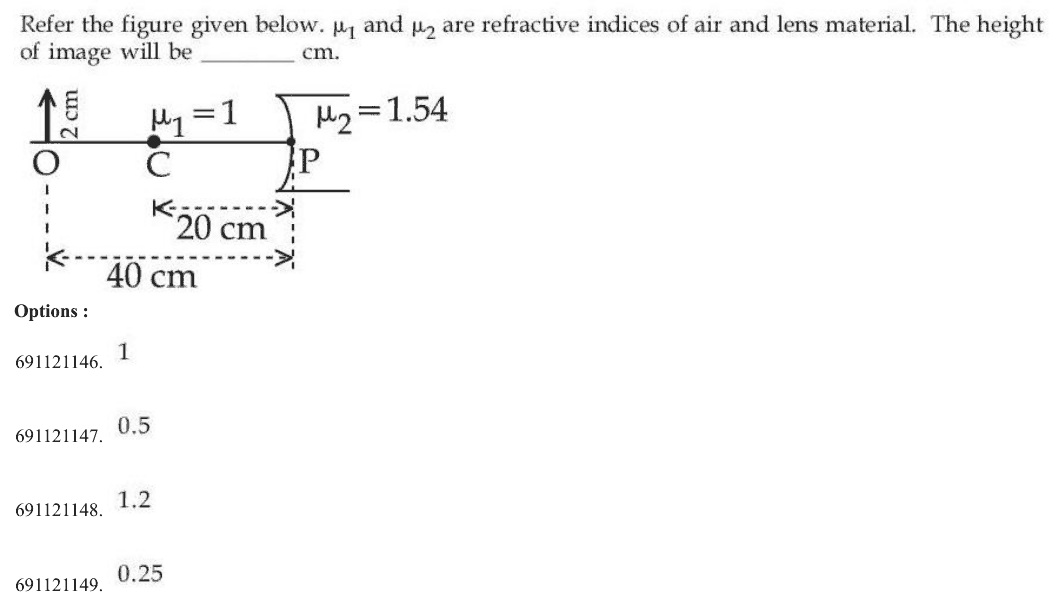 Refer the figure given below. μ₁ and μ₂ are refractive indices of air and lens material. The height
of image will be ________ cm.
2 cm
μ₁ = 1
μ₂ = 1.54
O
C
P
20 cm
40 cm
Options :
691121146. 1
691121147. 0.5
691121148. 1.2
691121149. 0.25